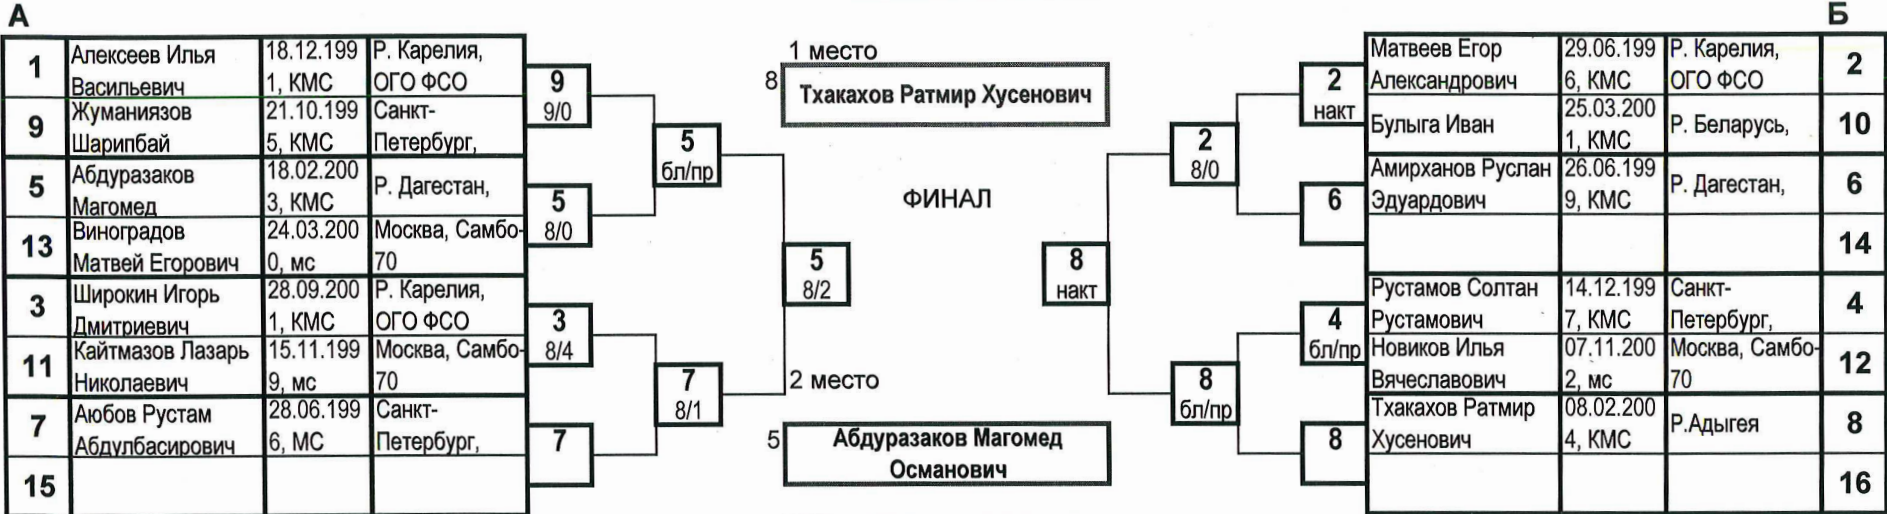 А
1 Алексеев Илья 18.12.199 Р. Карелия,
Васильевич 1, КМС ОГО ФСО
9 Жуманиязов 21.10.199 Санкт-
Шарипбай 5, КМС Петербург,
5 Абдуразаков 18.02.200 Р. Дагестан,
Магомед 3, КМС
13 Виноградов 24.03.200 Москва, Самбо-
Матвей Егорович 0, мс 70
3 Широкин Игорь 28.09.200 Р. Карелия,
Дмитриевич 1, КМС ОГО ФСО
11 Кайтмазов Лазарь 15.11.199 Москва, Самбо-
Николаевич 9, мс 70
7 Аюбов Рустам 28.06.199 Санкт-
Абдулбасирович 6, МС Петербург,
15
9
9/0
5
8/0
3
8/4
7
5
бл/пр
7
8/1
5
8/2
1 место
8 Тхакахов Ратмир Хусенович
ФИНАЛ
2 место
5 Абдуразаков Магомед
Османович
8
накт
2
8/0
8
бл/пр
2
накт
6
4
бл/пр
8
Б
Матвеев Егор 29.06.199 Р. Карелия, 2
Александрович 6, КМС ОГО ФСО
Булыга Иван 25.03.200 Р. Беларусь, 10
1, КМС
Амирханов Руслан 26.06.199 Р. Дагестан, 6
Эдуардович 9, КМС
14
Рустамов Солтан 14.12.199 Санкт- 4
Рустамович 7, КМС Петербург,
Новиков Илья 07.11.200 Москва, Самбо- 12
Вячеславович 2, мс 70
Тхакахов Ратмир 08.02.200 Р.Адыгея 8
Хусенович 4, КМС
16